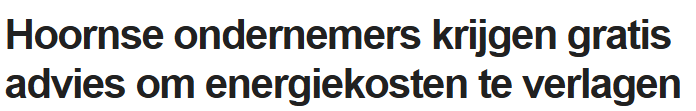 Hoornse ondernemers krijgen gratis
advies om energiekosten te verlagen